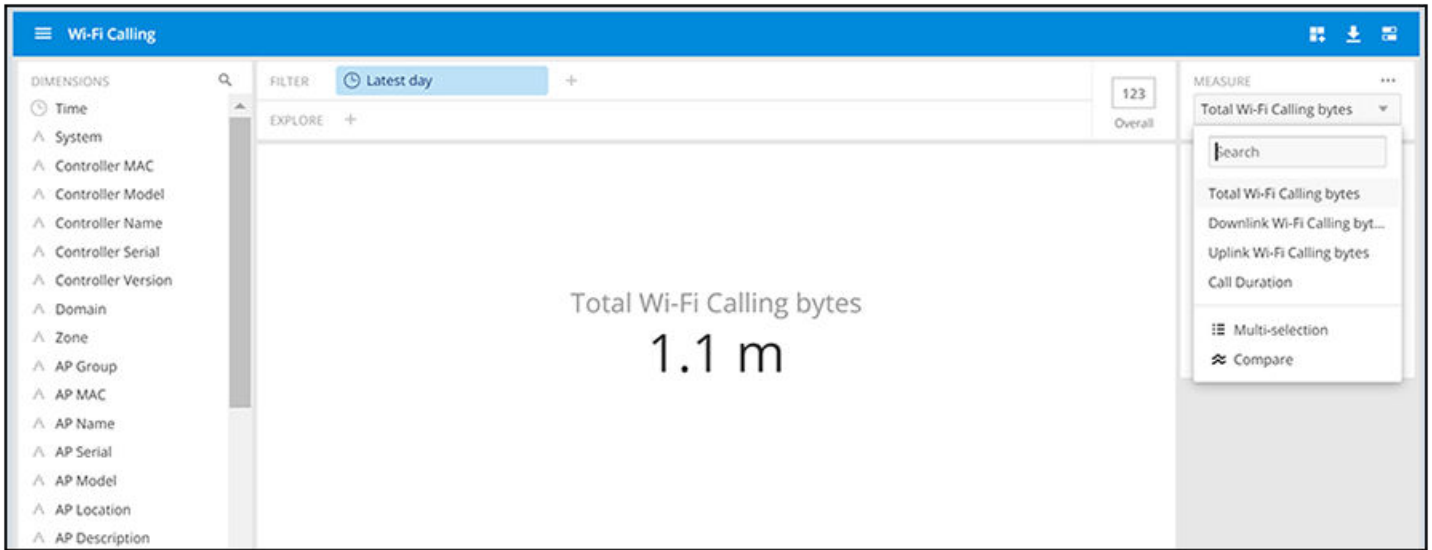 Wi-Fi Calling
DIMENSIONS
Time
System
Controller MAC
Controller Model
Controller Name
Controller Serial
Controller Version
Domain
Zone
AP Group
AP MAC
AP Name
AP Serial
AP Model
AP Location
AP Description
FILTER Latest day +
EXPLORE +
123
Overall
Total Wi-Fi Calling bytes
1.1 m
MEASURE ...
Total Wi-Fi Calling bytes
Search
Total Wi-Fi Calling bytes
Downlink Wi-Fi Calling byt...
Uplink Wi-Fi Calling bytes
Call Duration
Multi-selection
Compare